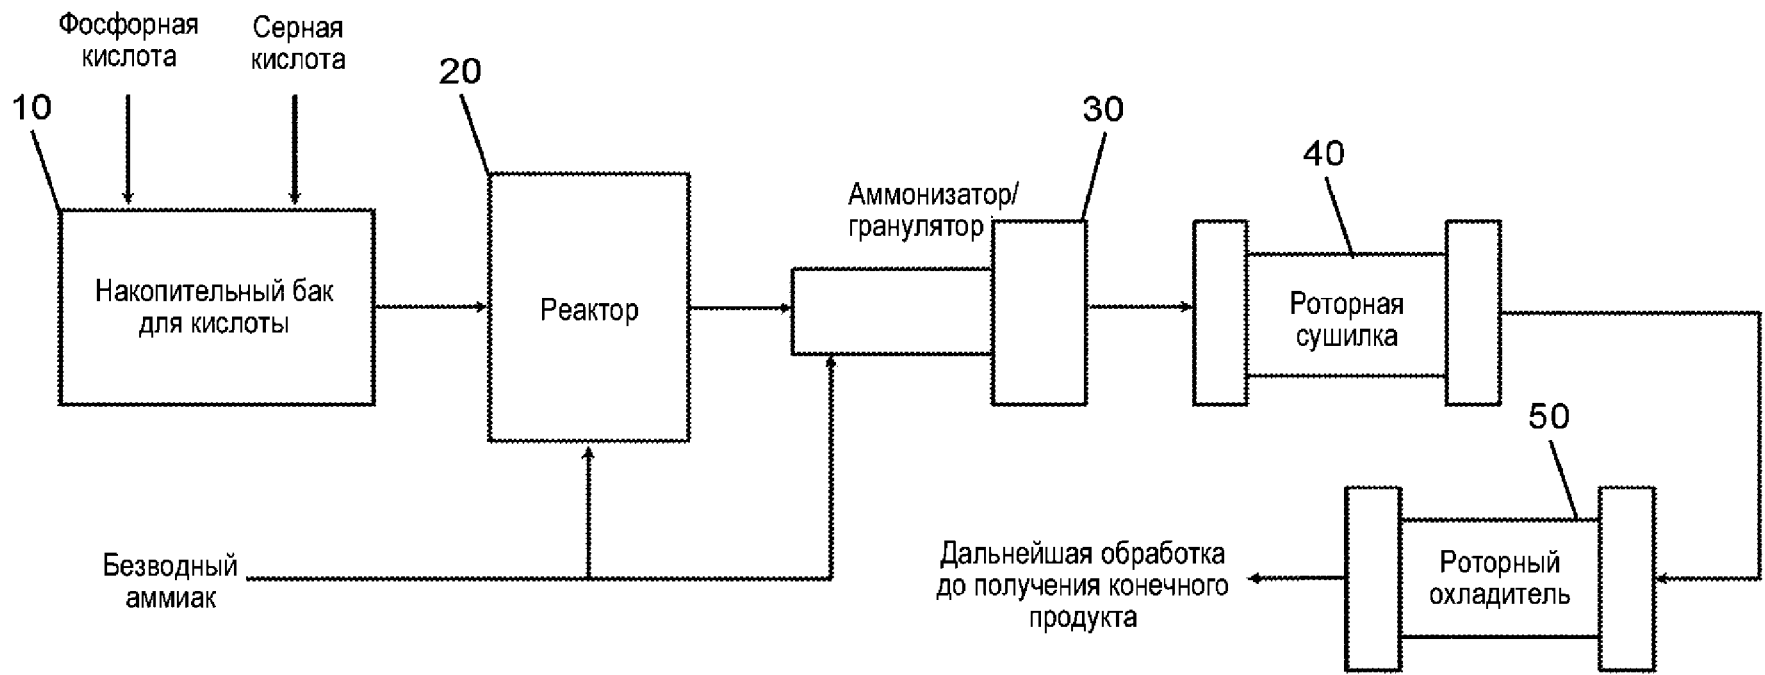 Фосфорная
кислота
Серная
кислота
10
20
30
40
Аммонизатор/
гранулятор
Накопительный бак
для кислоты
Реактор
Роторная
сушилка
50
Безводный
аммиак
Дальнейшая обработка
до получения конечного
продукта
Роторный
охладитель